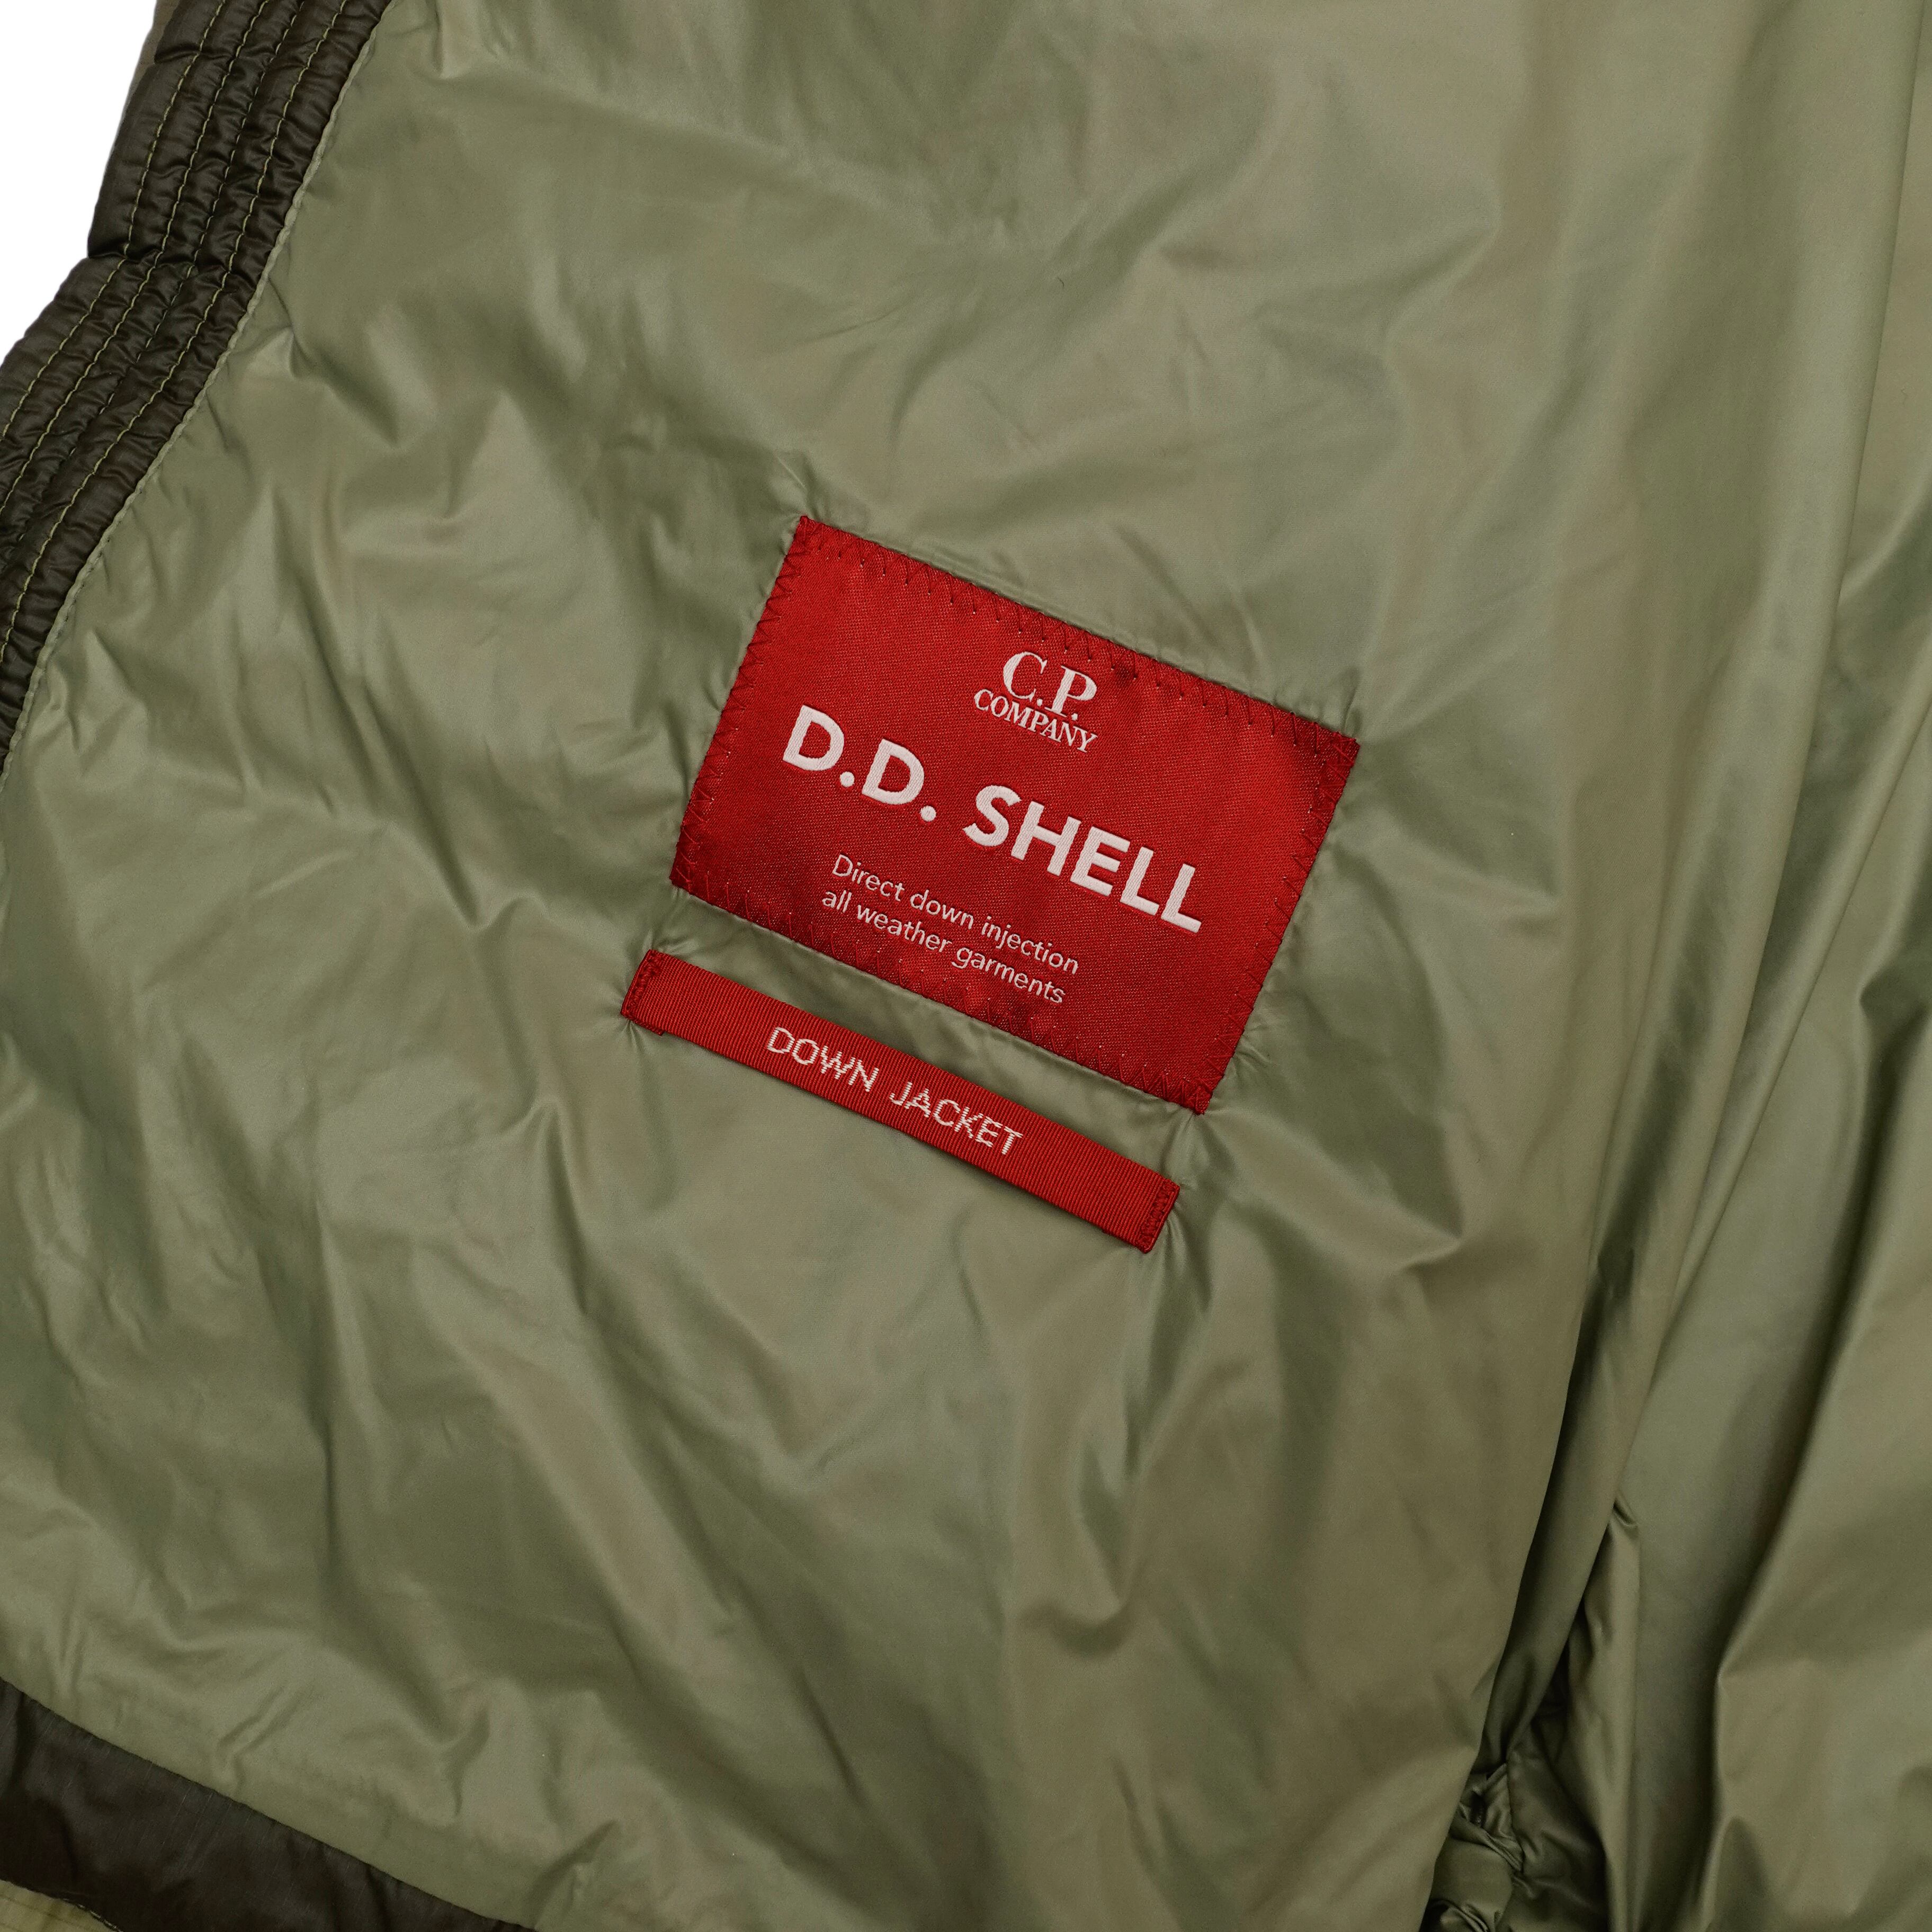 C.P.
COMPANY
D.D. SHELL
Direct down injection
all weather garments
DOWN JACKET